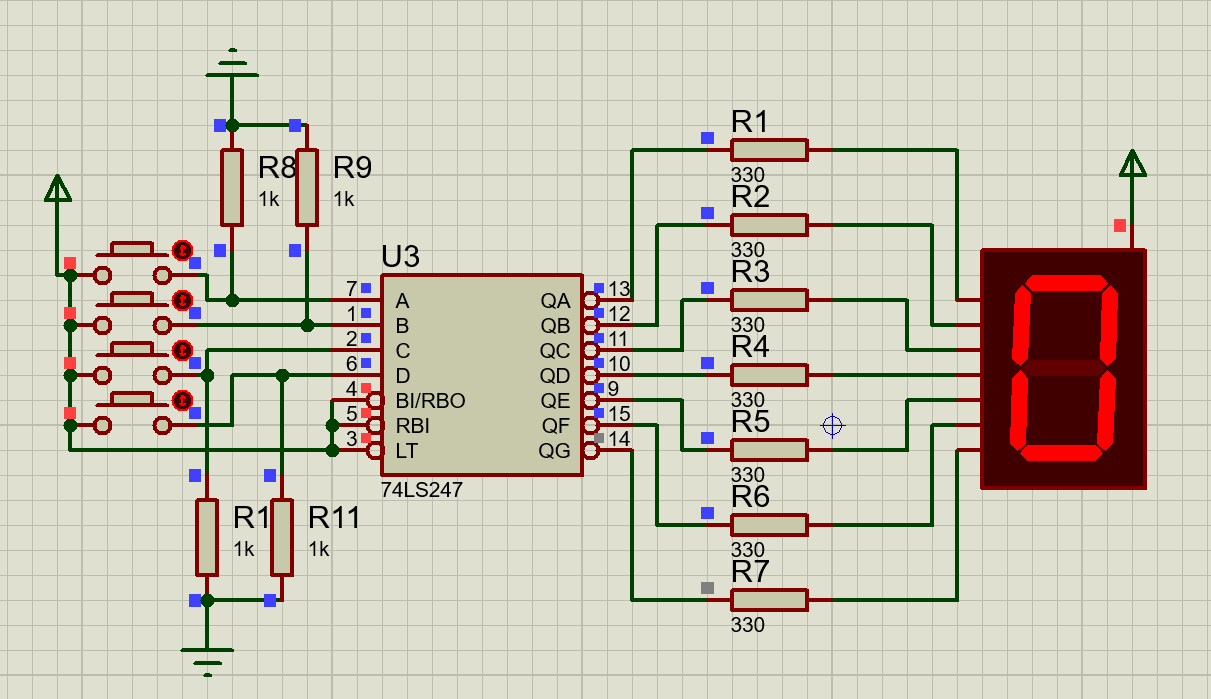 R1
330
R8 R9
1k 1k
R2
330
U3
R3
330
7 A QA 13
1 B QB 12
2 C QC 11
6 D QD 10
4 BI/RBO QE 9
5 RBI QF 15
3 LT QG 14
74LS247
R4
330
R5
330
R6
330
R1 R11
1k 1k
R7
330